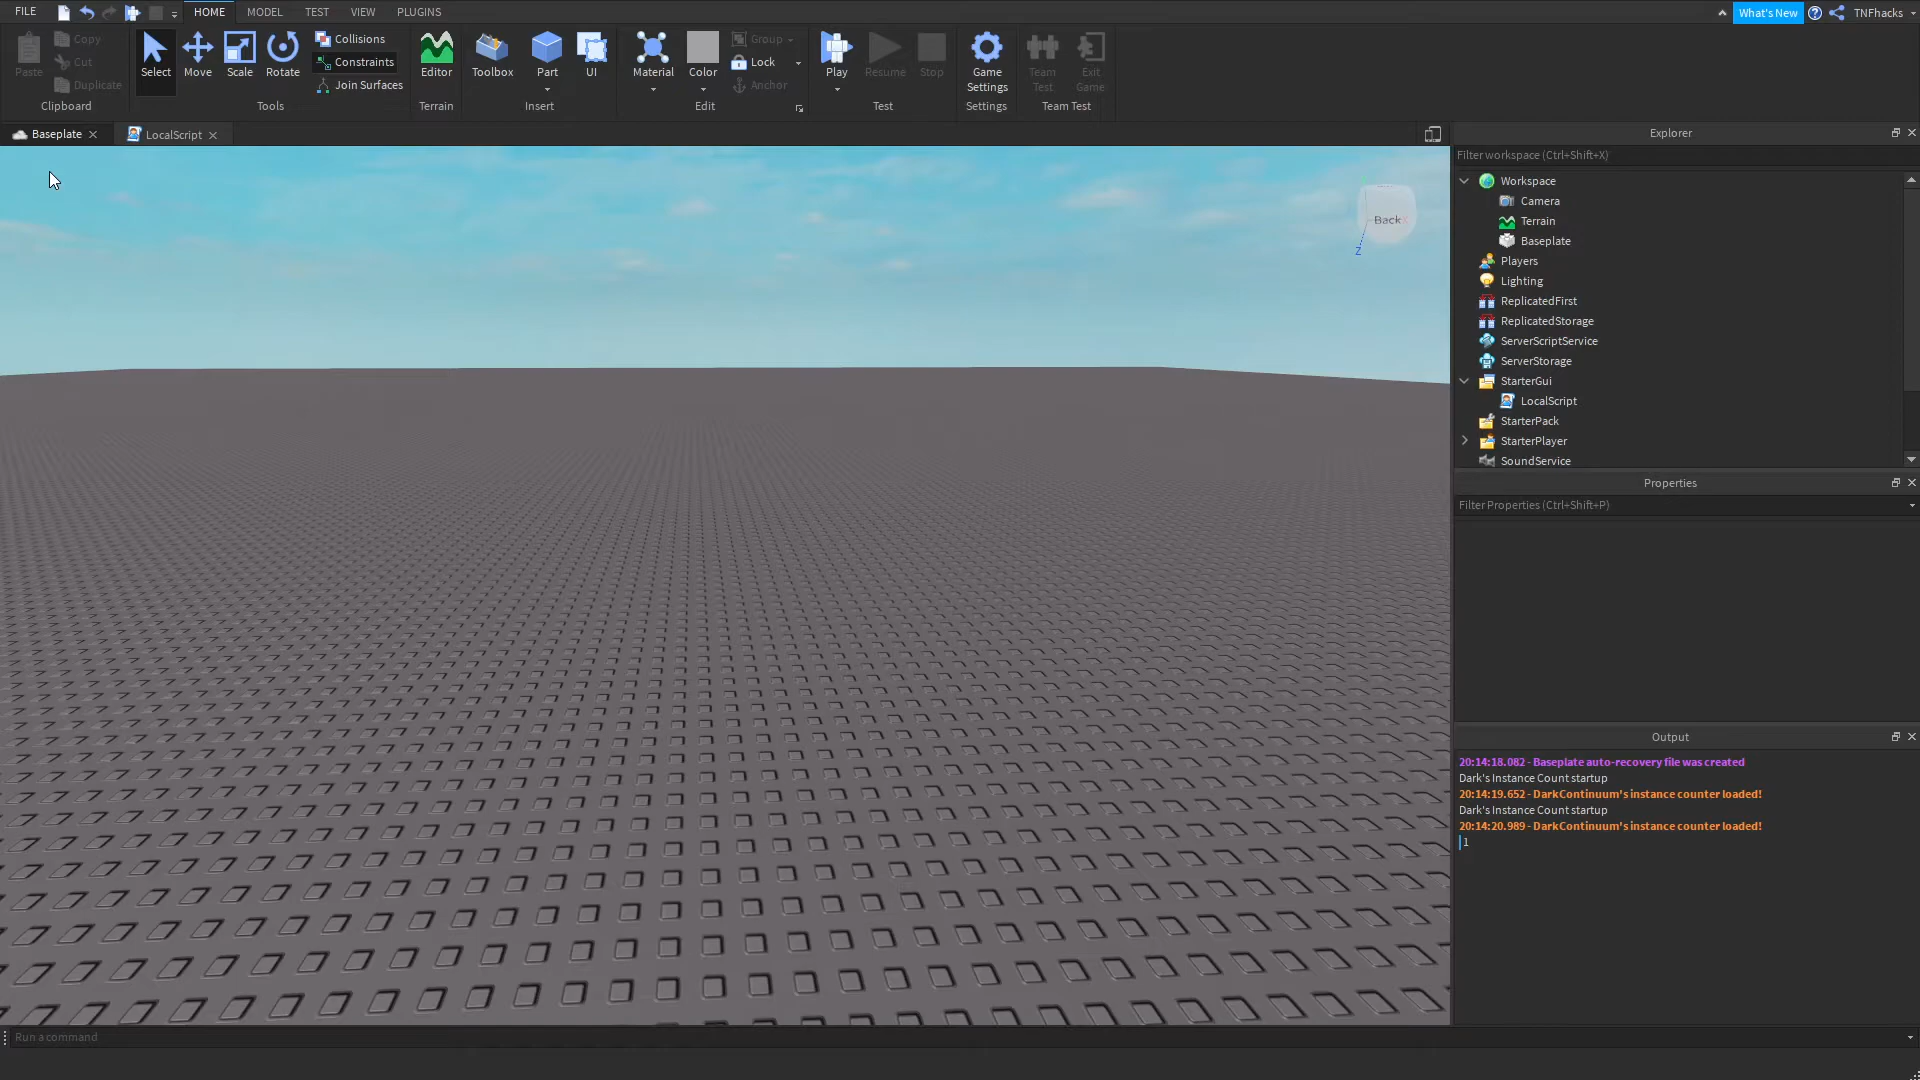 FILE HOME MODEL TEST VIEW PLUGINS What's New TNFhacks
Paste Copy Cut Duplicate Clipboard
Select Move Scale Rotate Collisions Constraints Join Surfaces Tools
Editor Terrain
Toolbox Part UI Insert
Material Color Group Lock Anchor Edit
Play Resume Stop Test
Game Settings Settings
Team Test Exit Game Team Test
Baseplate LocalScript
Back
X
Z
Explorer
Filter workspace (Ctrl+Shift+X)
Workspace
Camera
Terrain
Baseplate
Players
Lighting
ReplicatedFirst
ReplicatedStorage
ServerScriptService
ServerStorage
StarterGui
LocalScript
StarterPack
StarterPlayer
SoundService
Properties
Filter Properties (Ctrl+Shift+P)
Output
20:14:18.082 - Baseplate auto-recovery file was created
Dark's Instance Count startup
20:14:19.652 - DarkContinuum's instance counter loaded!
Dark's Instance Count startup
20:14:20.989 - DarkContinuum's instance counter loaded!
1
Run a command